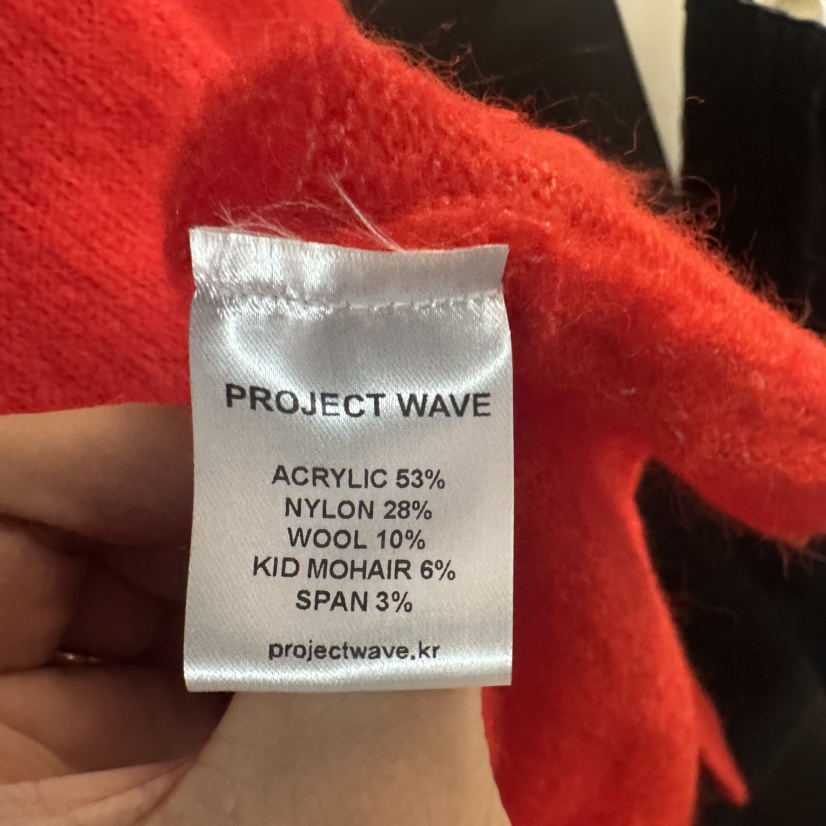 PROJECT WAVE
ACRYLIC 53%
NYLON 28%
WOOL 10%
KID MOHAIR 6%
SPAN 3%
projectwave.kr